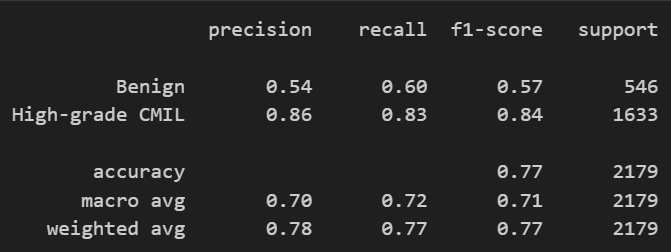 precision recall f1-score support
Benign 0.54 0.60 0.57 546
High-grade CMIL 0.86 0.83 0.84 1633
accuracy 0.77 2179
macro avg 0.70 0.72 0.71 2179
weighted avg 0.78 0.77 0.77 2179